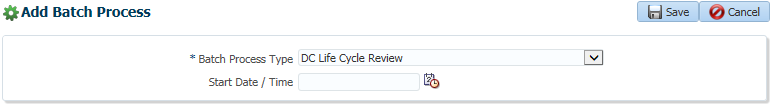 Add Batch Process Save Cancel
* Batch Process Type DC Life Cycle Review
Start Date / Time